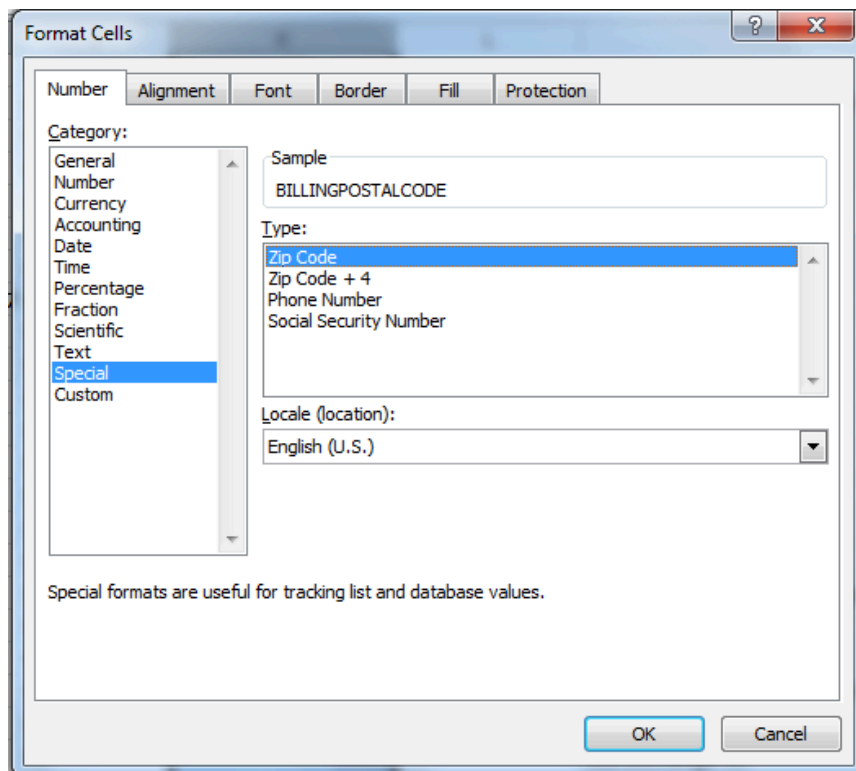 Format Cells
Number Alignment Font Border Fill Protection
Category:
General
Number
Currency
Accounting
Date
Time
Percentage
Fraction
Scientific
Text
Special
Custom
Sample
BILLINGPOSTALCODE
Type:
Zip Code
Zip Code + 4
Phone Number
Social Security Number
Locale (location):
English (U.S.)
Special formats are useful for tracking list and database values.
OK Cancel